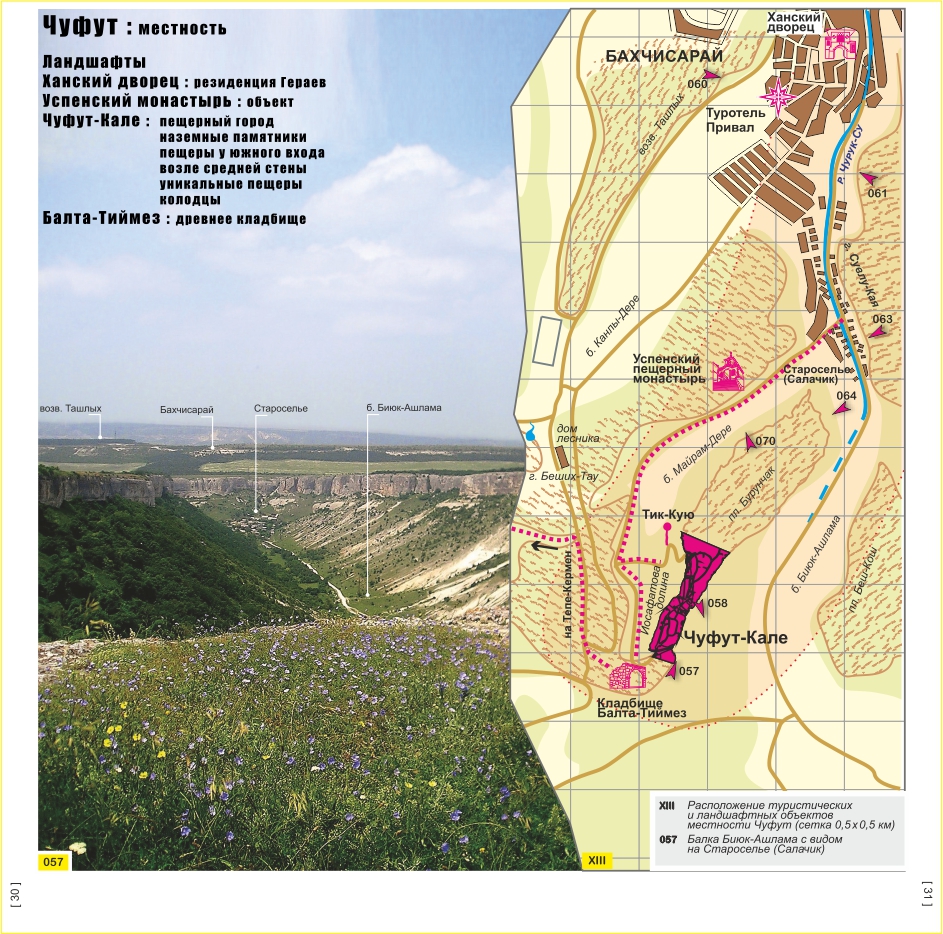 Чуфут : местность
Ландшафты
Ханский дворец : резиденция Гераев
Успенский монастырь : объект
Чуфут-Кале : пещерный город
наземные памятники
пещеры у южного входа
возле средней стены
уникальные пещеры
колодцы
Балта-Тиймез : древнее кладбище
возв. Ташлых
Бахчисарай
Староселье
б. Биюк-Ашлама
057
[ 30 ]
Ханский
дворец
БАХЧИСАРАЙ
060
возв. Ташлых
Туротель
Привал
р. Чурук-Су
061
г. Сувлу-Кая
063
б. Канлы-Дере
Успенский
пещерный
монастырь
Староселье
(Салачик)
064
дом
лесника
г. Беших-Тау
б. Майрам-Дере
070
пл. Бурунчак
Тик-Кую
б. Биюк-Ашлама
пл. Беш-Кош
на Тепе-Кермен
Иосафатова
долина
058
Чуфут-Кале
057
Кладбище
Балта-Тиймез
XIII
XIII Расположение туристических
и ландшафтных объектов
местности Чуфут (сетка 0,5х0,5 км)
057 Балка Биюк-Ашлама с видом
на Староселье (Салачик)
[ 31 ]